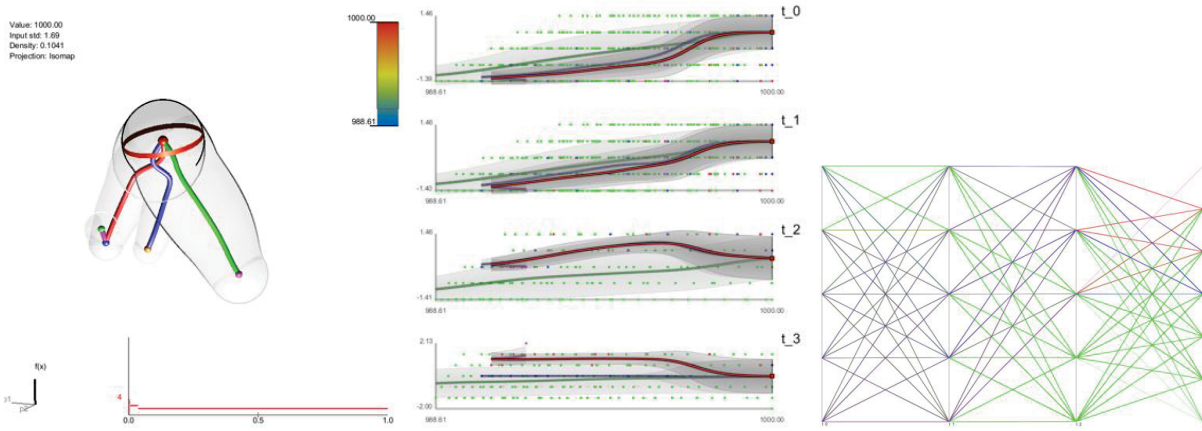 Value: 1000.00
Input std: 1.69
Density: 0.1041
Projection: Isomap
1000.00
988.61
f(x)
p1
p2
4
0.0
0.5
1.0
t_0
1.46
-1.39
988.61
1000.00
t_1
1.46
-1.40
988.61
1000.00
t_2
1.46
-1.41
988.61
1000.00
t_3
2.13
-2.00
988.61
1000.00